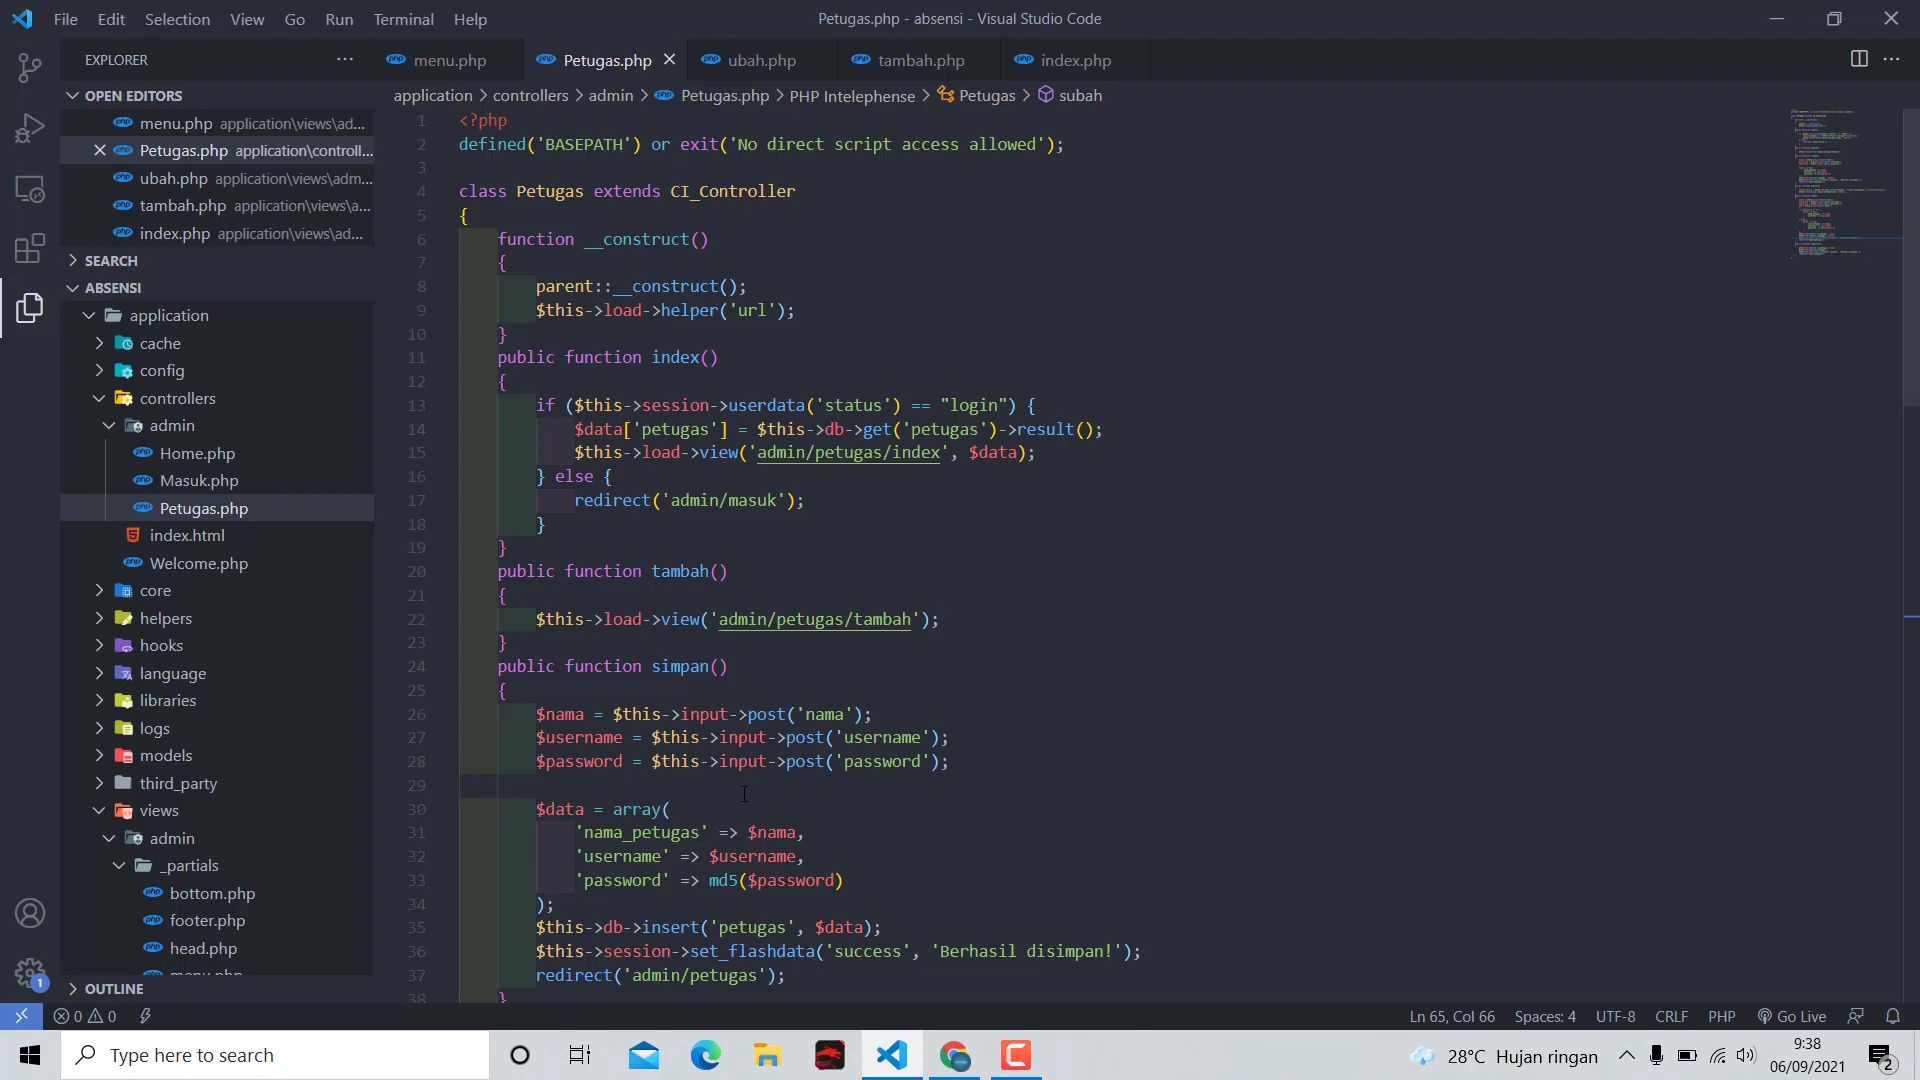 File Edit Selection View Go Run Terminal Help
Petugas.php - absensi - Visual Studio Code
EXPLORER
menu.php
Petugas.php
ubah.php
tambah.php
index.php
OPEN EDITORS
menu.php application\views\ad...
Petugas.php application\controll...
ubah.php application\views\adm...
tambah.php application\views\a...
index.php application\views\ad...
SEARCH
ABSENSI
application
cache
config
controllers
admin
Home.php
Masuk.php
Petugas.php
index.html
Welcome.php
core
helpers
hooks
language
libraries
logs
models
third_party
views
admin
_partials
bottom.php
footer.php
head.php
menu.php
OUTLINE
application > controllers > admin > Petugas.php > PHP Intelephense > Petugas > subah
1 <?php
2 defined('BASEPATH') or exit('No direct script access allowed');
3
4 class Petugas extends CI_Controller
5 {
6 function __construct()
7 {
8 parent::__construct();
9 $this->load->helper('url');
10 }
11 public function index()
12 {
13 if ($this->session->userdata('status') == "login") {
14 $data['petugas'] = $this->db->get('petugas')->result();
15 $this->load->view('admin/petugas/index', $data);
16 } else {
17 redirect('admin/masuk');
18 }
19 }
20 public function tambah()
21 {
22 $this->load->view('admin/petugas/tambah');
23 }
24 public function simpan()
25 {
26 $nama = $this->input->post('nama');
27 $username = $this->input->post('username');
28 $password = $this->input->post('password');
29
30 $data = array(
31 'nama_petugas' => $nama,
32 'username' => $username,
33 'password' => md5($password)
34 );
35 $this->db->insert('petugas', $data);
36 $this->session->set_flashdata('success', 'Berhasil disimpan!');
37 redirect('admin/petugas');
38 }
1
0 0
Ln 65, Col 66 Spaces: 4 UTF-8 CRLF PHP Go Live
Type here to search
28°C Hujan ringan
9:38
06/09/2021
2